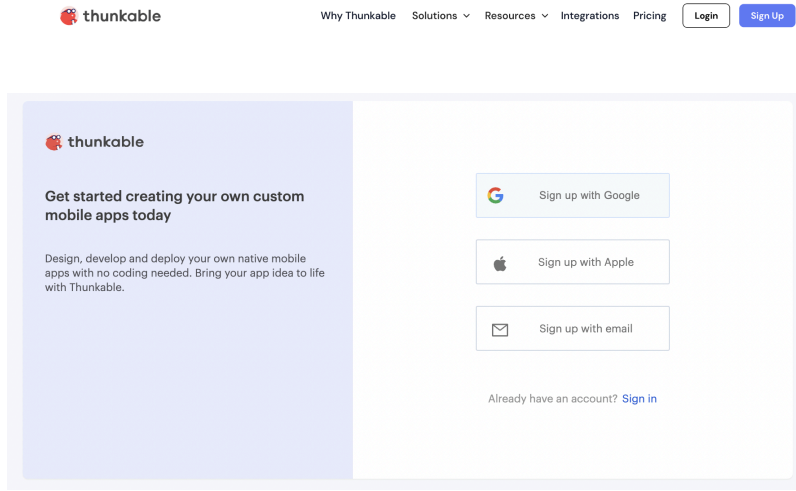 thunkable
Why Thunkable Solutions Resources Integrations Pricing Login Sign Up
thunkable
Get started creating your own custom
mobile apps today
Design, develop and deploy your own native mobile
apps with no coding needed. Bring your app idea to life
with Thunkable.
Sign up with Google
Sign up with Apple
Sign up with email
Already have an account? Sign in